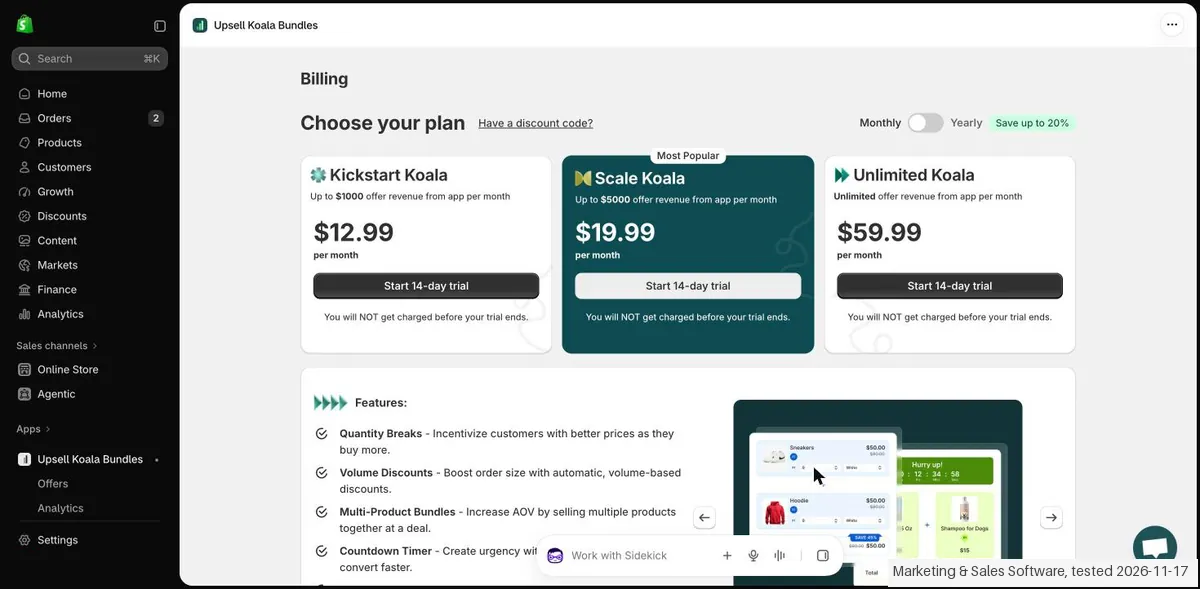 Upsell Koala Bundles
Search ⌘K
Home
Orders 2
Products
Customers
Growth
Discounts
Content
Markets
Finance
Analytics
Sales channels
Online Store
Agentic
Apps
Upsell Koala Bundles
Offers
Analytics
Settings
Billing
Choose your plan Have a discount code?
Monthly Yearly Save up to 20%
Kickstart Koala
Up to $1000 offer revenue from app per month
$12.99
per month
Start 14-day trial
You will NOT get charged before your trial ends.
Most Popular
Scale Koala
Up to $5000 offer revenue from app per month
$19.99
per month
Start 14-day trial
You will NOT get charged before your trial ends.
Unlimited Koala
Unlimited offer revenue from app per month
$59.99
per month
Start 14-day trial
You will NOT get charged before your trial ends.
Features:
Quantity Breaks - Incentivize customers with better prices as they
buy more.
Volume Discounts - Boost order size with automatic, volume-based
discounts.
Multi-Product Bundles - Increase AOV by selling multiple products
together at a deal.
Countdown Timer - Create urgency wit
convert faster.
Sneakers $50.00
White
Hoodie $50.00
White
SAVE 45%
$50.00
Total
Hurry up!
12 : 34 : 58
5 Oz
+
Shampoo for Dogs
$15
Work with Sidekick
Marketing & Sales Software, tested 2026-11-17